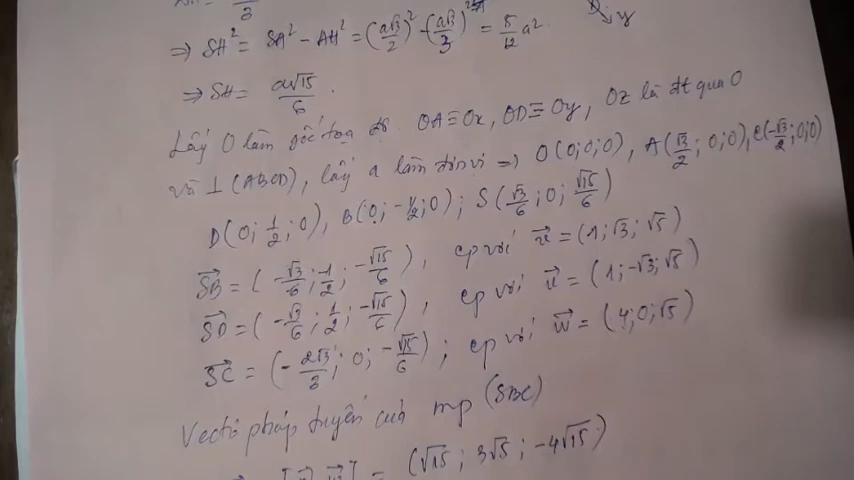 3
⇒ SH² = SA² - AH² = (a√3/2)² - (a√3/3)² = 5/12 a²
y
⇒ SH = a√15/6 .
Lấy O làm gốc toạ độ OA ≡ Ox, OD ≡ Oy, Oz là đt qua O
và ⊥ (ABCD), lấy a làm đơn vị ⇒ O(0;0;0), A(√3/2; 0;0), C(-√3/2;0;0)
D(0; 1/2; 0), B(0; -1/2; 0); S(√3/6; 0; √15/6)
SB→ = (-√3/6; -1/2; -√15/6), cp với v→ = (1; √3; √5)
SD→ = (-√3/6; 1/2; -√15/6), cp với u→ = (1; -√3; √5)
SC→ = (-2√3/3; 0; -√15/6); cp với w→ = (4; 0; √5)
Vectơ pháp tuyến của mp (SBC)
= (√15; 3√5; -4√15)